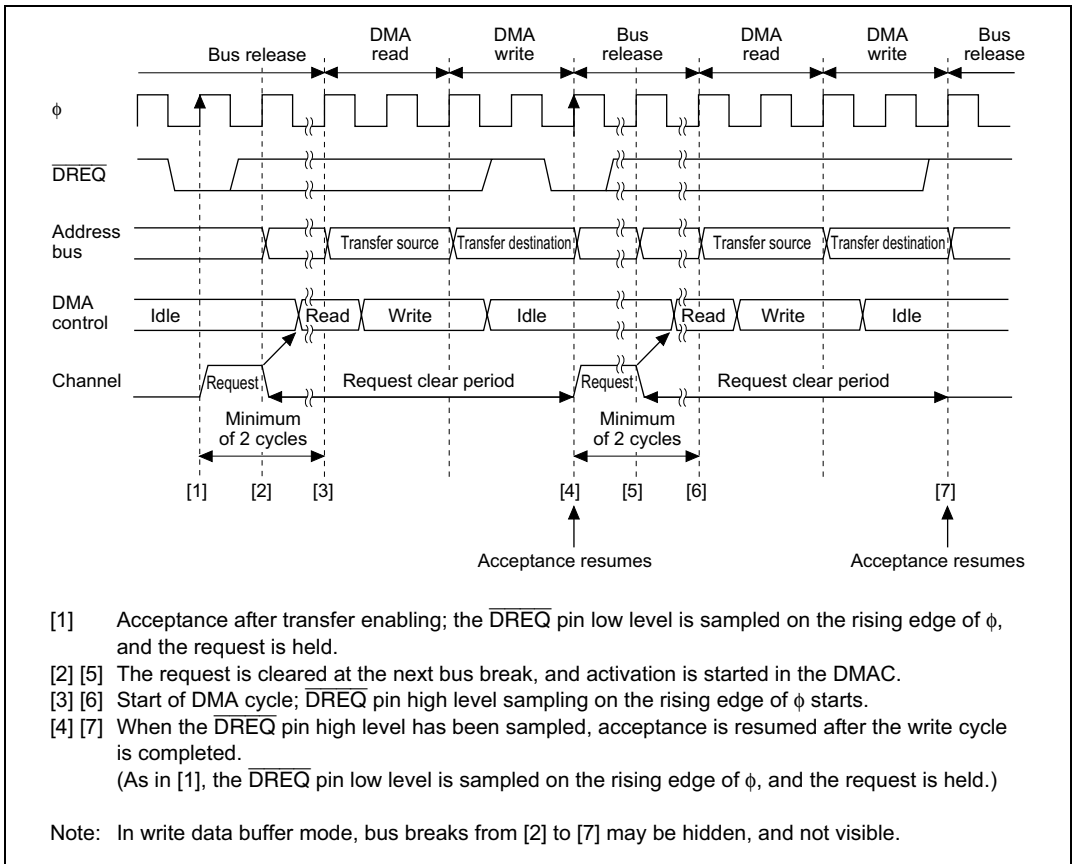 Bus release
DMA read
DMA write
Bus release
DMA read
DMA write
Bus release
ϕ
D̅R̅E̅Q̅
Address bus
Transfer source
Transfer destination
Transfer source
Transfer destination
DMA control
Idle
Read
Write
Idle
Read
Write
Idle
Channel
Request
Request clear period
Request
Request clear period
Minimum of 2 cycles
Minimum of 2 cycles
[1] [2] [3] [4] [5] [6] [7]
Acceptance resumes
Acceptance resumes
[1] Acceptance after transfer enabling; the D̅R̅E̅Q̅ pin low level is sampled on the rising edge of ϕ,
and the request is held.
[2] [5] The request is cleared at the next bus break, and activation is started in the DMAC.
[3] [6] Start of DMA cycle; D̅R̅E̅Q̅ pin high level sampling on the rising edge of ϕ starts.
[4] [7] When the D̅R̅E̅Q̅ pin high level has been sampled, acceptance is resumed after the write cycle
is completed.
(As in [1], the D̅R̅E̅Q̅ pin low level is sampled on the rising edge of ϕ, and the request is held.)
Note: In write data buffer mode, bus breaks from [2] to [7] may be hidden, and not visible.